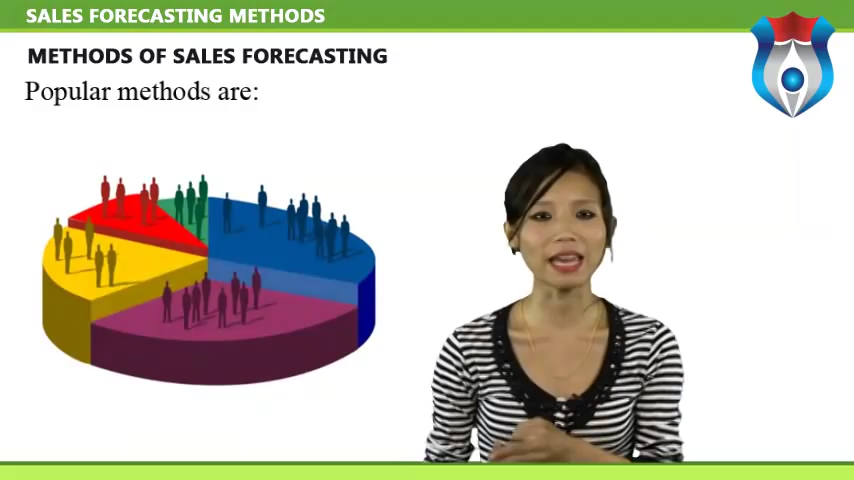 SALES FORECASTING METHODS
METHODS OF SALES FORECASTING
Popular methods are: